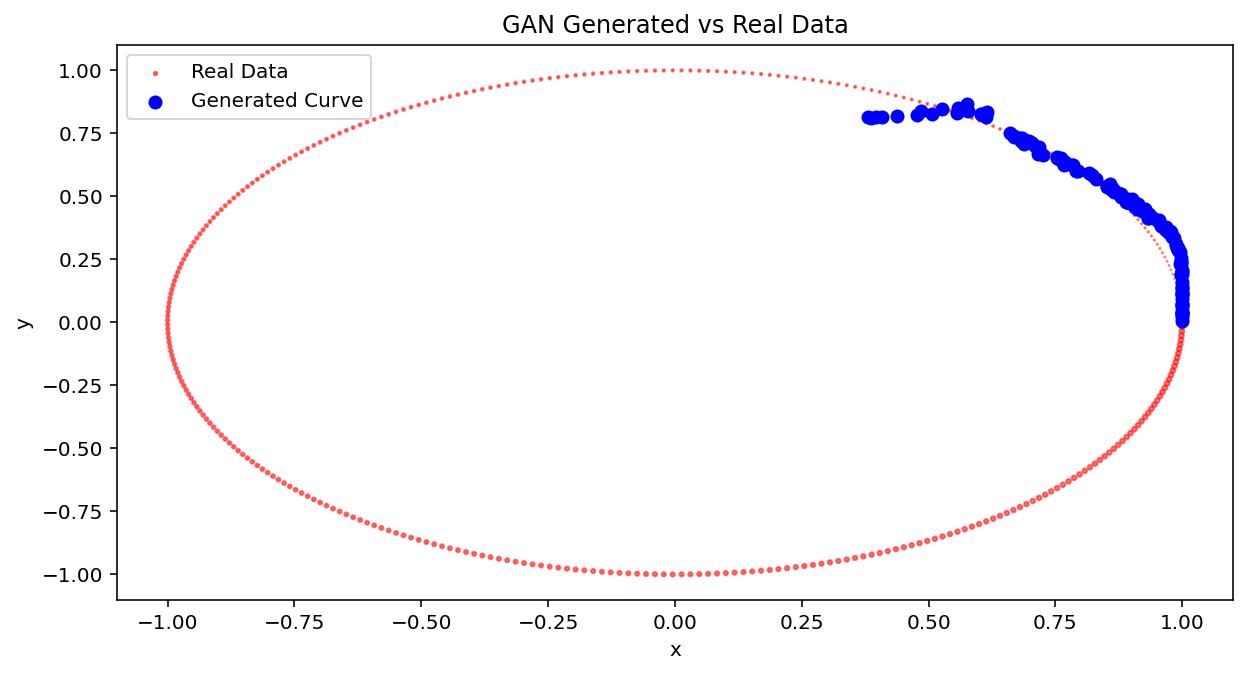 GAN Generated vs Real Data
Real Data
Generated Curve
1.00
0.75
0.50
0.25
0.00
−0.25
−0.50
−0.75
−1.00
y
−1.00 −0.75 −0.50 −0.25 0.00 0.25 0.50 0.75 1.00
x